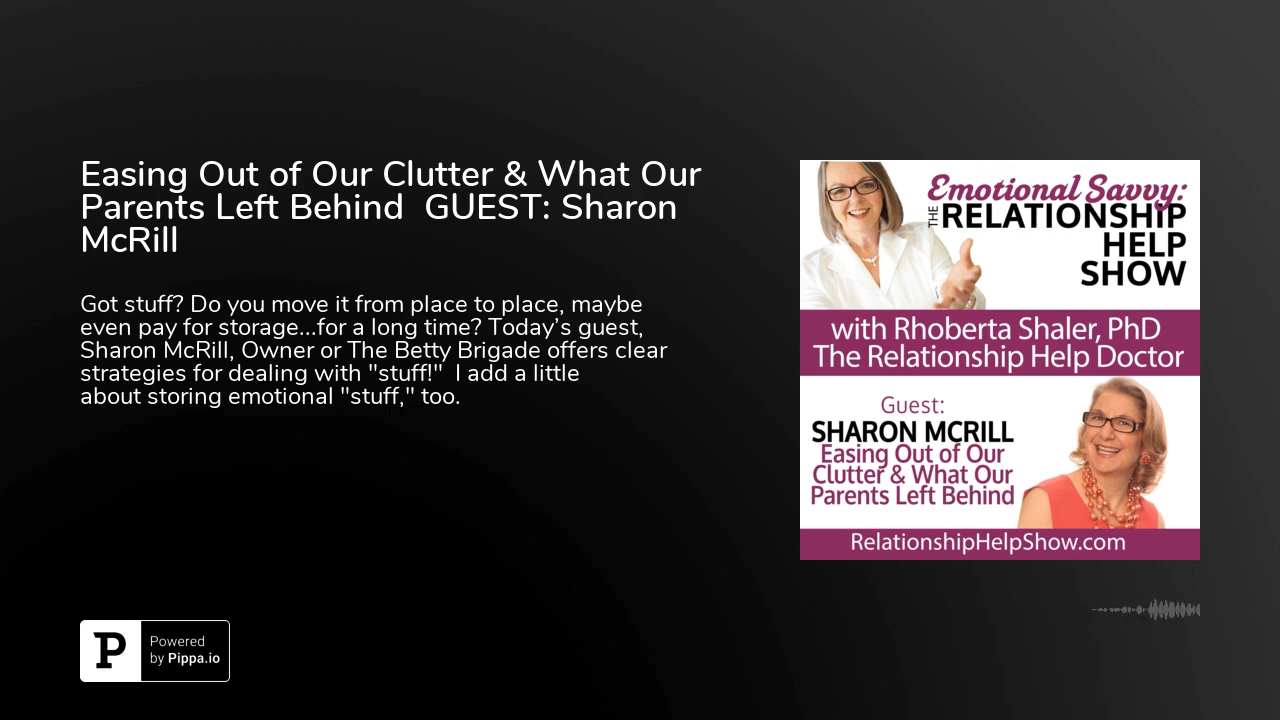 Easing Out of Our Clutter & What Our
Parents Left Behind  GUEST: Sharon
McRill
Got stuff? Do you move it from place to place, maybe
even pay for storage...for a long time? Today’s guest,
Sharon McRill, Owner or The Betty Brigade offers clear
strategies for dealing with "stuff!"  I add a little
about storing emotional "stuff," too.
Emotional Savvy:
THE RELATIONSHIP
HELP
SHOW
with Rhoberta Shaler, PhD
The Relationship Help Doctor
Guest:
SHARON MCRILL
Easing Out of Our
Clutter & What Our
Parents Left Behind
RelationshipHelpShow.com
P
Powered
by Pippa.io